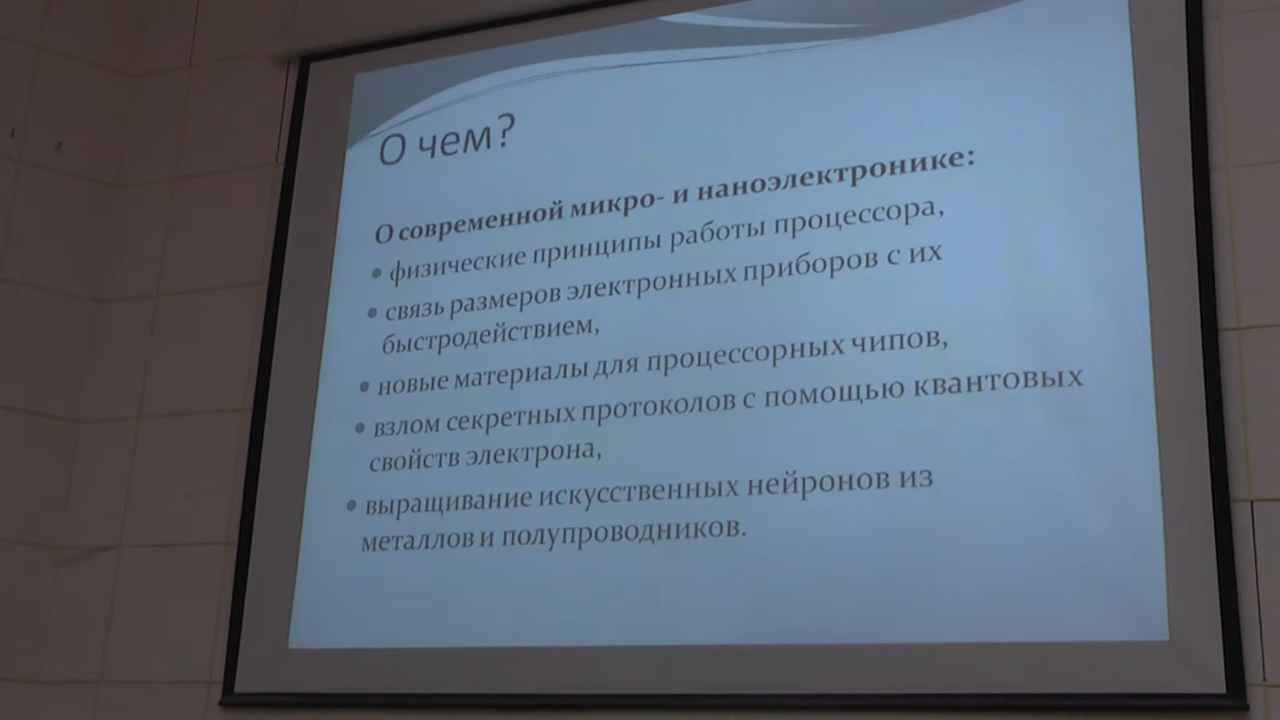 О чем?
О современной микро- и наноэлектронике:
• физические принципы работы процессора,
• связь размеров электронных приборов с их
быстродействием,
• новые материалы для процессорных чипов,
• взлом секретных протоколов с помощью квантовых
свойств электрона,
• выращивание искусственных нейронов из
металлов и полупроводников.